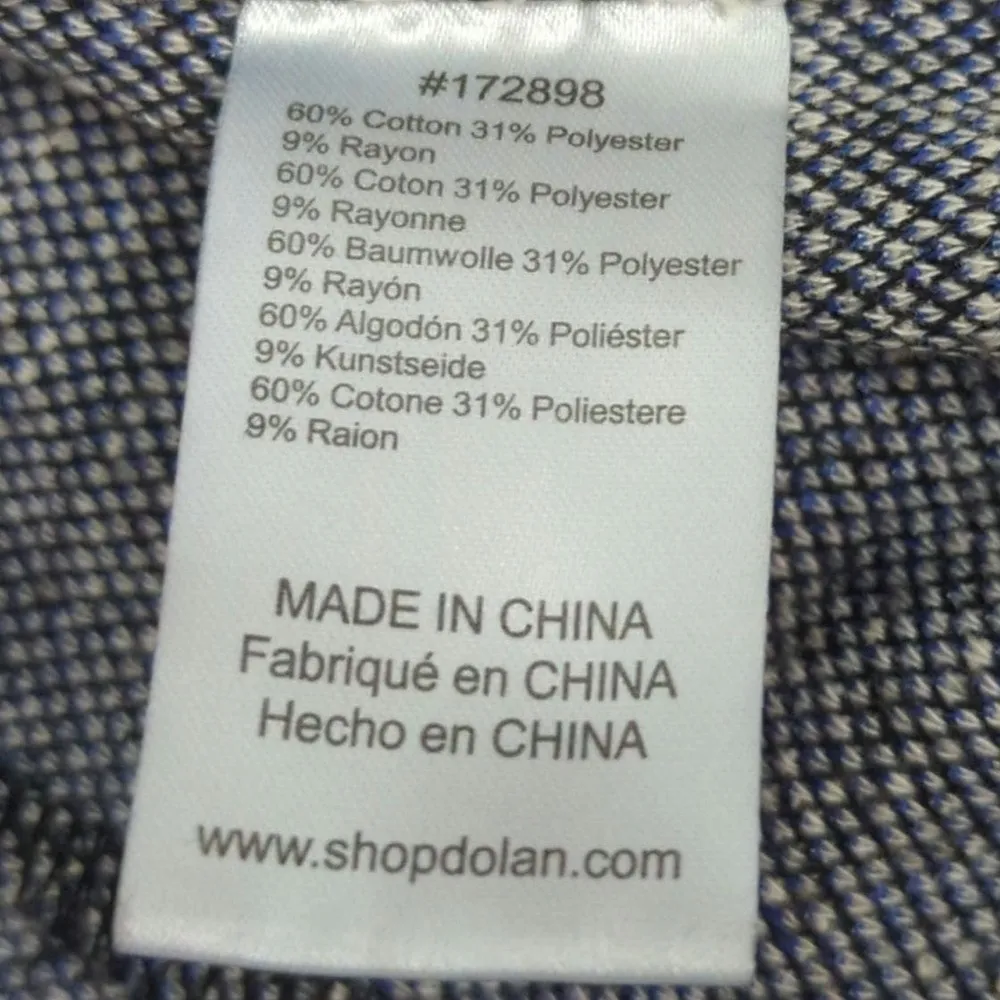 #172898
60% Cotton 31% Polyester
9% Rayon
60% Coton 31% Polyester
9% Rayonne
60% Baumwolle 31% Polyester
9% Rayón
60% Algodón 31% Poliéster
9% Kunstseide
60% Cotone 31% Poliestere
9% Raion
MADE IN CHINA
Fabriqué en CHINA
Hecho en CHINA
www.shopdolan.com